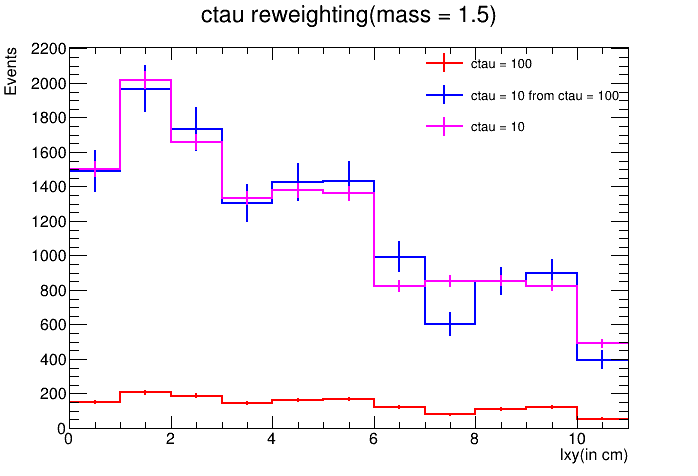 ctau reweighting(mass = 1.5)
Events
2200
2000
1800
1600
1400
1200
1000
800
600
400
200
0
ctau = 100
ctau = 10 from ctau = 100
ctau = 10
0 2 4 6 8 10
lxy(in cm)